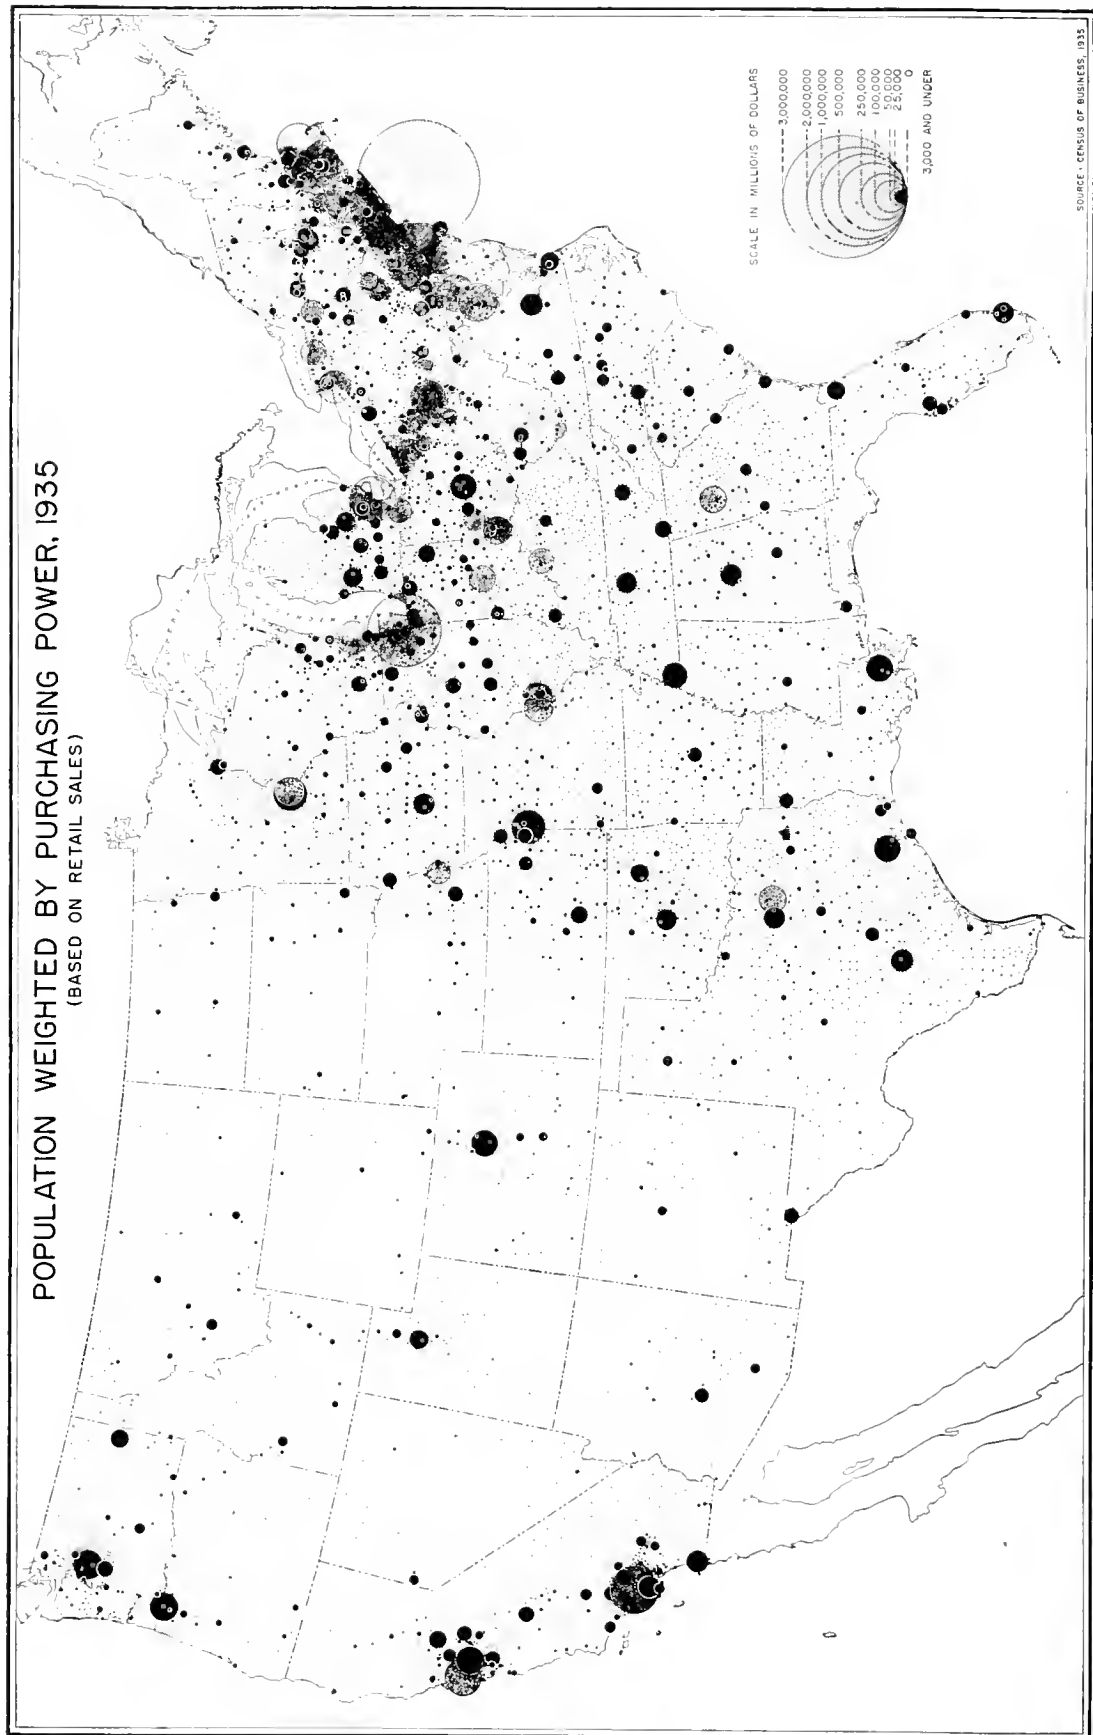 POPULATION WEIGHTED BY PURCHASING POWER, 1935
(BASED ON RETAIL SALES)
SCALE IN MILLIONS OF DOLLARS
3,000,000
2,000,000
1,000,000
500,000
250,000
100,000
50,000
25,000
0
3,000 AND UNDER
SOURCE: CENSUS OF BUSINESS, 1935